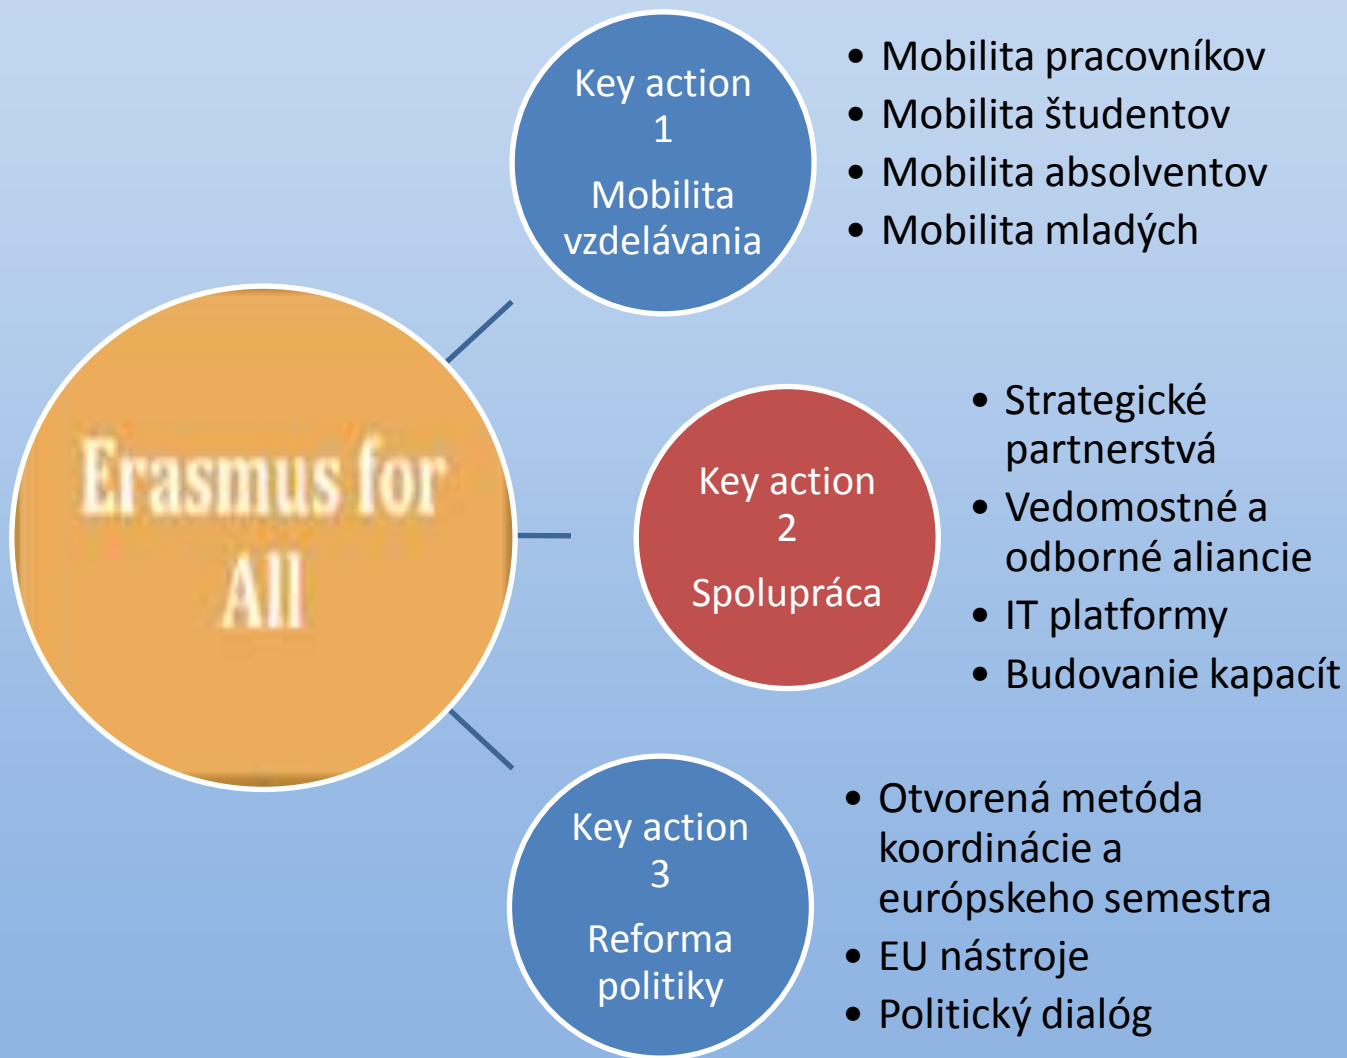 Erasmus for
All
Key action
1
Mobilita
vzdelávania
• Mobilita pracovníkov
• Mobilita študentov
• Mobilita absolventov
• Mobilita mladých
Key action
2
Spolupráca
• Strategické
partnerstvá
• Vedomostné a
odborné aliancie
• IT platformy
• Budovanie kapacít
Key action
3
Reforma
politiky
• Otvorená metóda
koordinácie a
európskeho semestra
• EU nástroje
• Politický dialóg